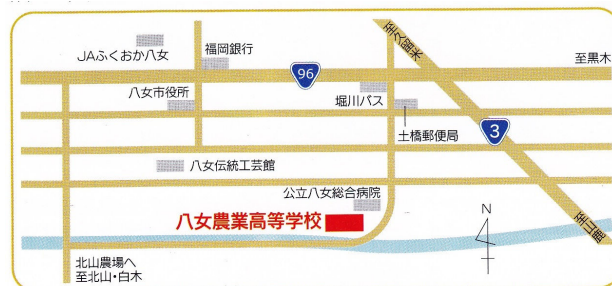 JAふくおか八女
福岡銀行
96
至久留米
至黒木
八女市役所
堀川バス
土橋郵便局
3
八女伝統工芸館
公立八女総合病院
八女農業高等学校
至山鹿
N
北山農場へ
至北山・白木